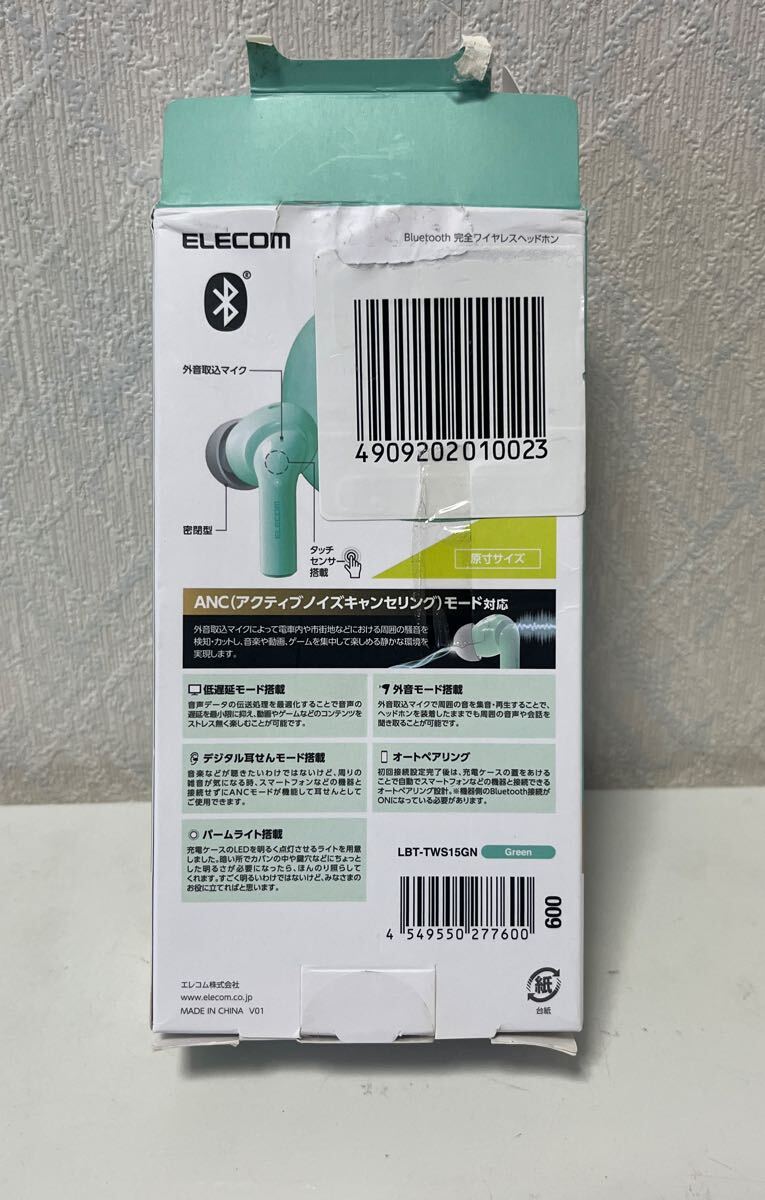 ELECOM
Bluetooth 完全ワイヤレスヘッドホン
外音取込マイク
4909202010023
密閉型
ELECOM
タッチ
センサー
搭載
原寸サイズ
ANC(アクティブノイズキャンセリング)モード対応
外音取込マイクによって電車内や市街地などにおける周囲の騒音を
検知・カットし、音楽や動画、ゲームを集中して楽しめる静かな環境を
実現します。
低遅延モード搭載
音声データの伝送処理を最適化することで音声の
遅延を最小限に抑え、動画やゲームなどのコンテンツを
ストレス無く楽しむことが可能です。
外音モード搭載
外音取込マイクで周囲の音を集音・再生することで、
ヘッドホンを装着したままでも周囲の音声や会話を
聞き取ることが可能です。
デジタル耳せんモード搭載
音楽などが聴きたいわけではないけど、周りの
雑音が気になる時、スマートフォンなどの機器と
接続せずにANCモードが機能して耳せんとして
ご使用できます。
オートペアリング
初回接続設定完了後は、充電ケースの蓋をあける
ことで自動でスマートフォンなどの機器と接続できる
オートペアリング設計。※機器側のBluetooth接続が
ONになっている必要があります。
パームライト搭載
充電ケースのLEDを明るく点灯させるライトを用意
しました。暗い所でカバンの中や鍵穴などにちょっと
した明るさが必要になったら、ほんのり照らして
くれます。すごく明るいわけではないけど、みなさまの
お役に立てればと思います。
LBT-TWS15GN Green
4 549550 277600
600
エレコム株式会社
www.elecom.co.jp
MADE IN CHINA V01
紙
台紙